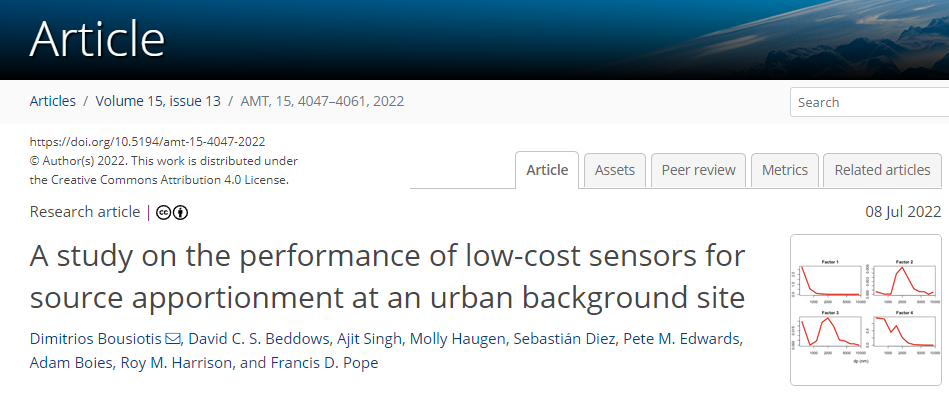 Article
Articles / Volume 15, issue 13 / AMT, 15, 4047–4061, 2022
Search
https://doi.org/10.5194/amt-15-4047-2022
© Author(s) 2022. This work is distributed under
the Creative Commons Attribution 4.0 License.
Article
Assets
Peer review
Metrics
Related articles
Research article |
08 Jul 2022
A study on the performance of low-cost sensors for
source apportionment at an urban background site
Dimitrios Bousiotis, David C. S. Beddows, Ajit Singh, Molly Haugen, Sebastián Diez, Pete M. Edwards,
Adam Boies, Roy M. Harrison, and Francis D. Pope
Factor 1
Factor 2
Factor 3
Factor 4
dp (nm)